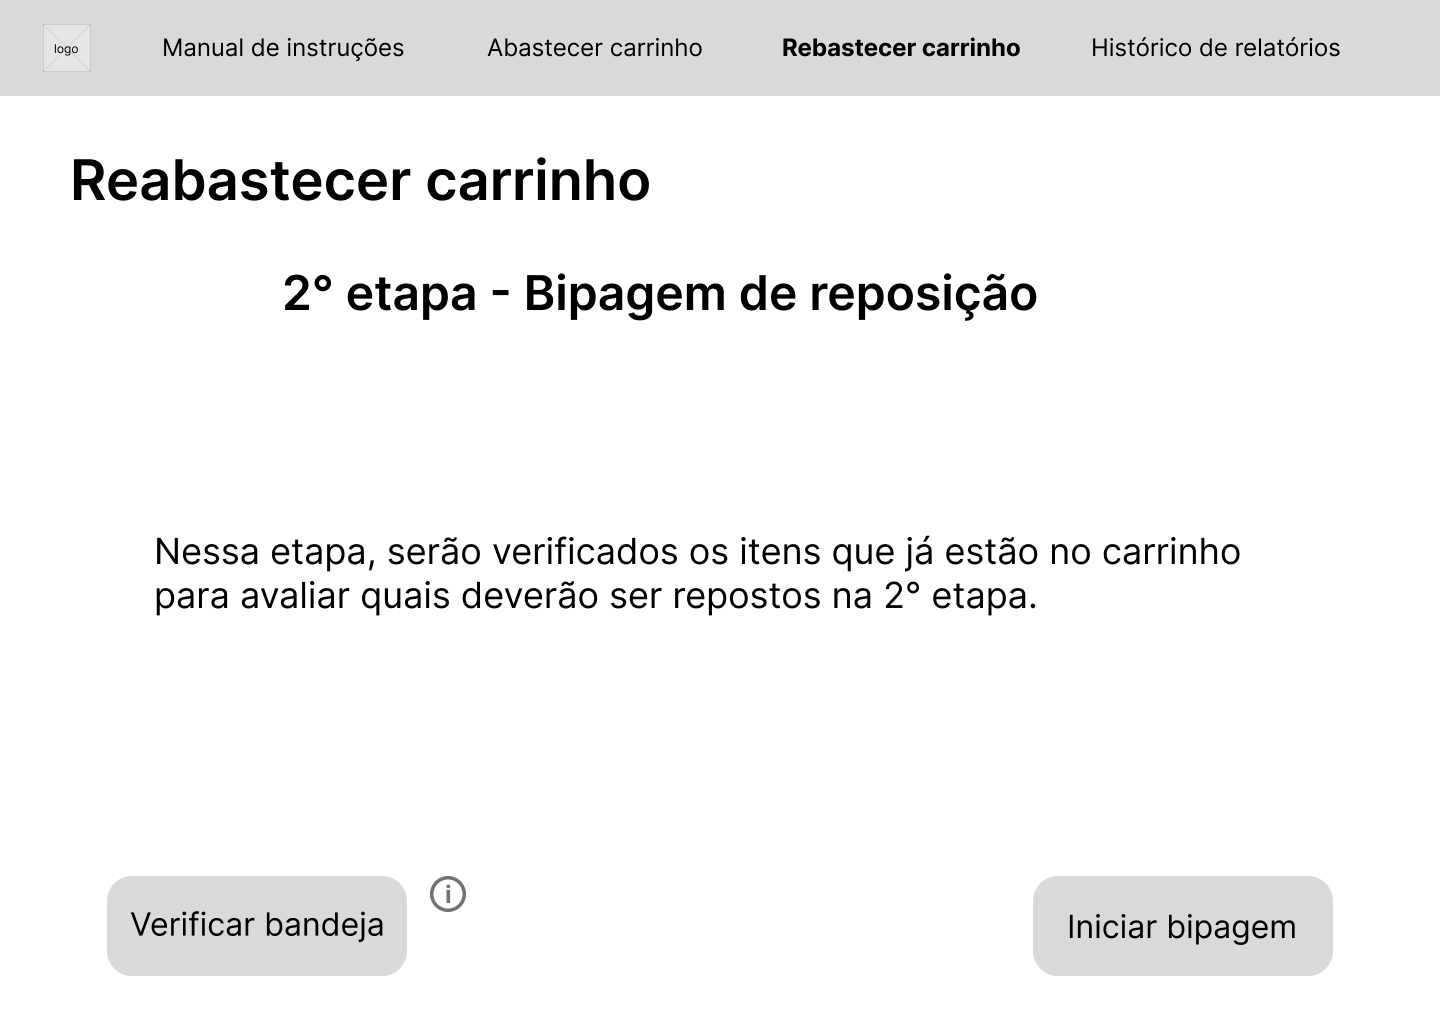 logo
Manual de instruções
Abastecer carrinho
Rebastecer carrinho
Histórico de relatórios
Reabastecer carrinho
2° etapa - Bipagem de reposição
Nessa etapa, serão verificados os itens que já estão no carrinho
para avaliar quais deverão ser repostos na 2° etapa.
Verificar bandeja
i
Iniciar bipagem